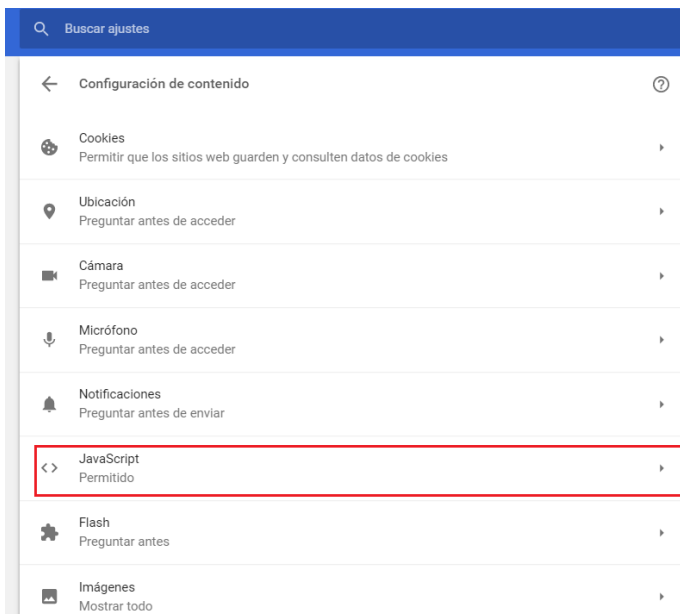 Buscar ajustes
Configuración de contenido
Cookies
Permitir que los sitios web guarden y consulten datos de cookies
Ubicación
Preguntar antes de acceder
Cámara
Preguntar antes de acceder
Micrófono
Preguntar antes de acceder
Notificaciones
Preguntar antes de enviar
JavaScript
Permitido
Flash
Preguntar antes
Imágenes
Mostrar todo